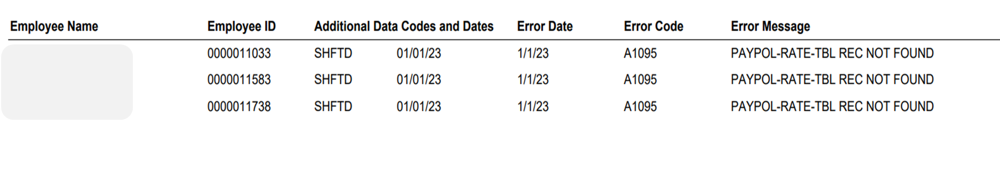 Employee Name Employee ID Additional Data Codes and Dates Error Date Error Code Error Message
0000011033 SHFTD 01/01/23 1/1/23 A1095 PAYPOL-RATE-TBL REC NOT FOUND
0000011583 SHFTD 01/01/23 1/1/23 A1095 PAYPOL-RATE-TBL REC NOT FOUND
0000011738 SHFTD 01/01/23 1/1/23 A1095 PAYPOL-RATE-TBL REC NOT FOUND